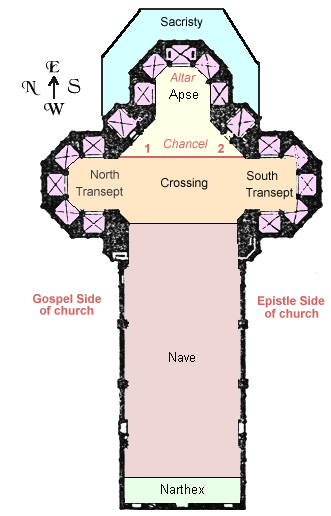 Sacristy
E
N S
W
Altar
Apse
1 Chancel 2
North
Transept
Crossing
South
Transept
Gospel Side
of church
Epistle Side
of church
Nave
Narthex